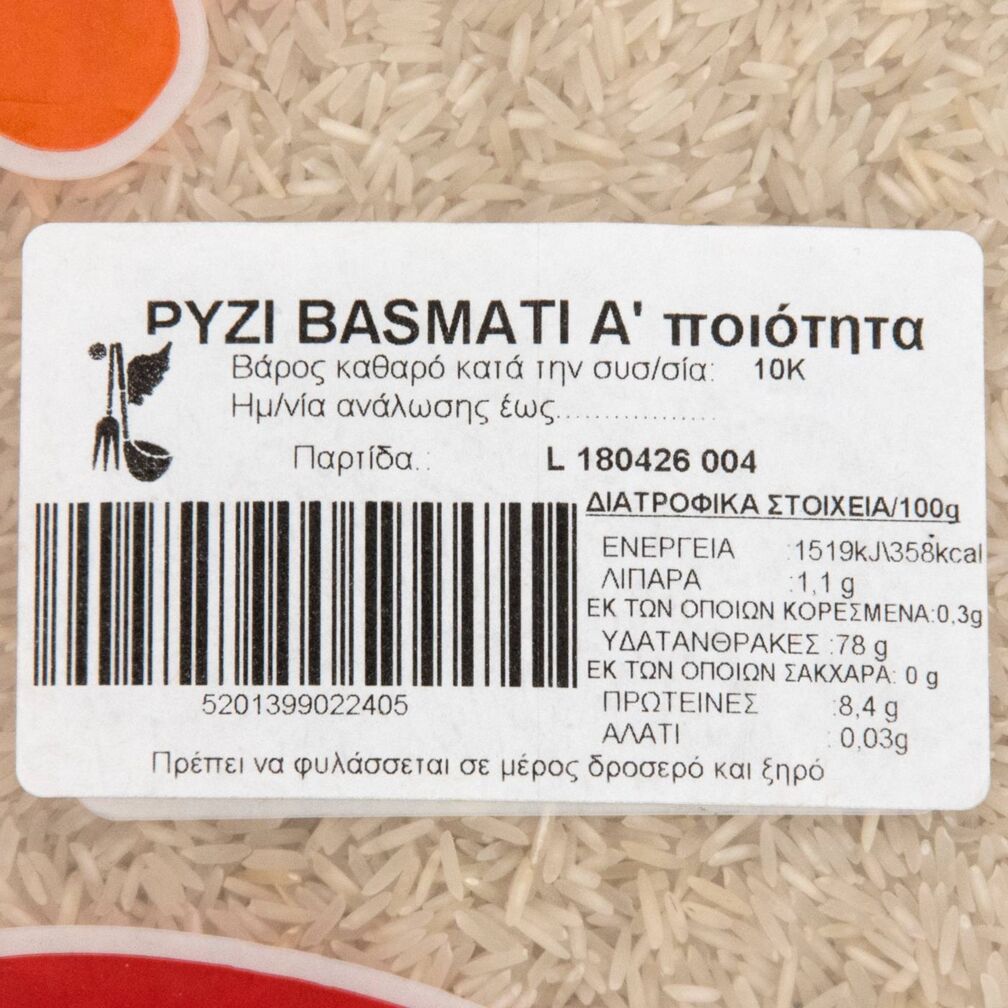 ΡΥΖΙ BASMATI Α' ποιότητα
Βάρος καθαρό κατά την συσ/σία: 10Κ
Ημ/νία ανάλωσης έως....................
Παρτίδα.: L 180426 004
ΔΙΑΤΡΟΦΙΚΑ ΣΤΟΙΧΕΙΑ/100g
ΕΝΕΡΓΕΙΑ :1519kJ\358kcal
ΛΙΠΑΡΑ :1,1 g
ΕΚ ΤΩΝ ΟΠΟΙΩΝ ΚΟΡΕΣΜΕΝΑ:0,3g
ΥΔΑΤΑΝΘΡΑΚΕΣ :78 g
ΕΚ ΤΩΝ ΟΠΟΙΩΝ ΣΑΚΧΑΡΑ: 0 g
ΠΡΩΤΕΙΝΕΣ :8,4 g
ΑΛΑΤΙ : 0,03g
5201399022405
Πρέπει να φυλάσσεται σε μέρος δροσερό και ξηρό